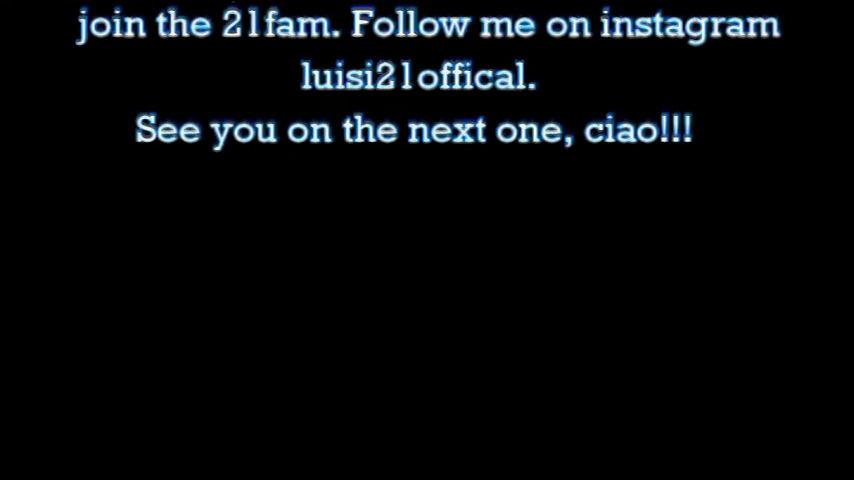 join the 21fam. Follow me on instagram
luisi21offical.
See you on the next one, ciao!!!